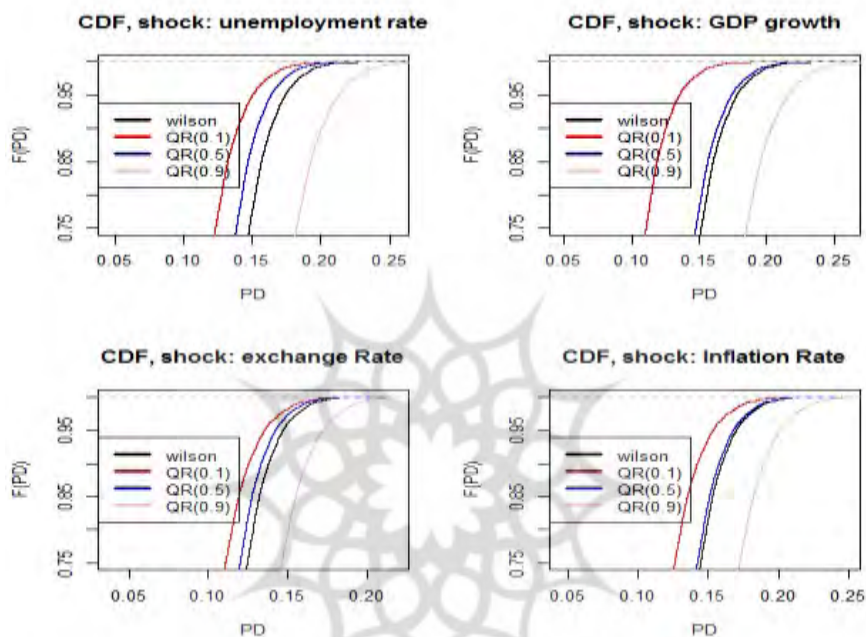 CDF, shock: unemployment rate
F(PD)
0.95
0.85
0.75
wilson
QR(0.1)
QR(0.5)
QR(0.9)
0.05 0.10 0.15 0.20 0.25
PD
CDF, shock: GDP growth
F(PD)
0.95
0.85
0.75
wilson
QR(0.1)
QR(0.5)
QR(0.9)
0.05 0.10 0.15 0.20 0.25
PD
CDF, shock: exchange Rate
F(PD)
0.95
0.85
0.75
wilson
QR(0.1)
QR(0.5)
QR(0.9)
0.05 0.10 0.15 0.20
PD
CDF, shock: Inflation Rate
F(PD)
0.95
0.85
0.75
wilson
QR(0.1)
QR(0.5)
QR(0.9)
0.05 0.10 0.15 0.20 0.25
PD